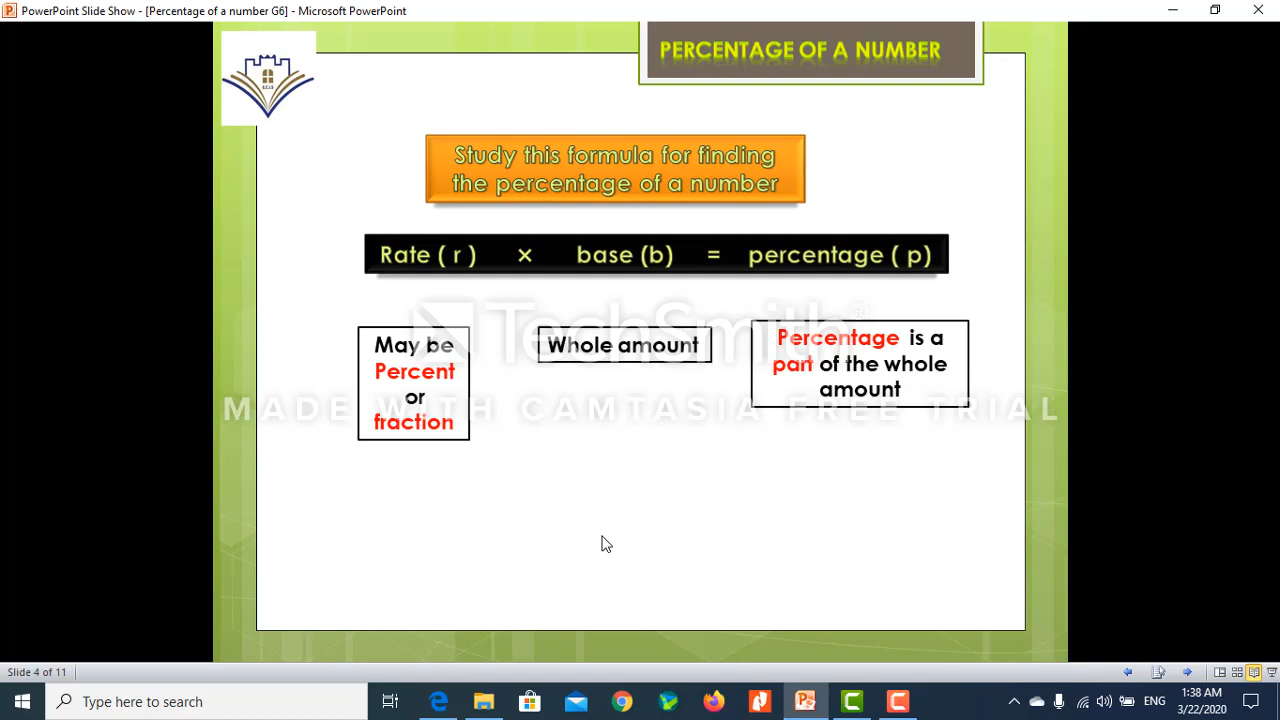 PowerPoint Slide Show - [Percentage of a number G6] - Microsoft PowerPoint
PERCENTAGE OF A NUMBER
Study this formula for finding
the percentage of a number
Rate ( r ) × base (b) = percentage ( p)
May be
Percent
or
fraction
Whole amount
Percentage is a
part of the whole
amount
TechSmith®
MADE WITH CAMTASIA FREE TRIAL
Slide 4 of 11
Type here to search
ENG
1:38 AM
3/22/2020